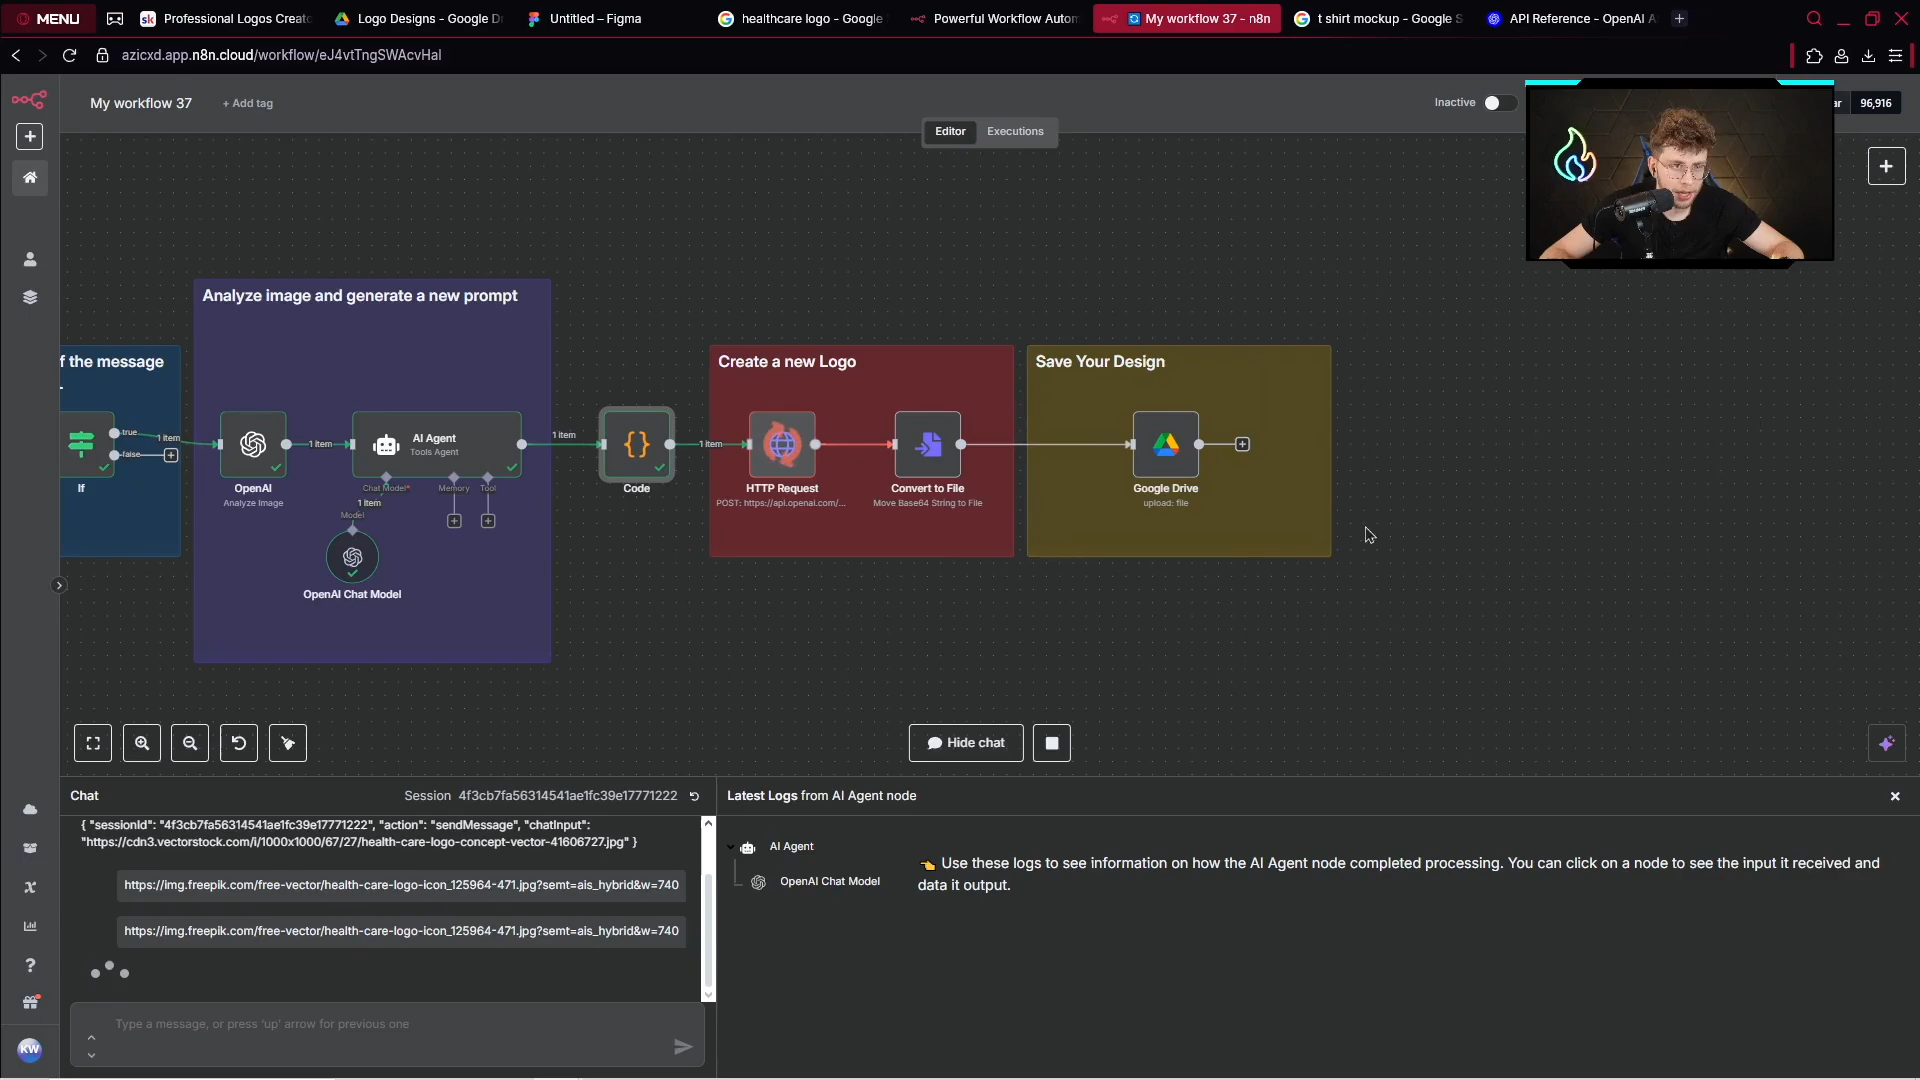 MENU
Professional Logos Creato
Logo Designs - Google D
Untitled – Figma
healthcare logo - Google
Powerful Workflow Autom
My workflow 37 - n8n
t shirt mockup - Google S
API Reference - OpenAI A
azicxd.app.n8n.cloud/workflow/eJ4vtTngSWAcvHal
My workflow 37
+ Add tag
Inactive
ar
96,916
Editor
Executions
Analyze image and generate a new prompt
f the message
Create a new Logo
Save Your Design
true
false
1 item
If
OpenAI
Analyze Image
1 item
AI Agent
Tools Agent
Chat Model*
Memory
Tool
1 item
Model
OpenAI Chat Model
1 item
{}
Code
1 item
HTTP Request
POST: https://api.openai.com/...
Convert to File
Move Base64 String to File
Google Drive
upload: file
Hide chat
Chat
Session 4f3cb7fa56314541ae1fc39e17771222
{ "sessionId": "4f3cb7fa56314541ae1fc39e17771222", "action": "sendMessage", "chatInput":
"https://cdn3.vectorstock.com/i/1000x1000/67/27/health-care-logo-concept-vector-41606727.jpg" }
https://img.freepik.com/free-vector/health-care-logo-icon_125964-471.jpg?semt=ais_hybrid&w=740
https://img.freepik.com/free-vector/health-care-logo-icon_125964-471.jpg?semt=ais_hybrid&w=740
Type a message, or press 'up' arrow for previous one
Latest Logs from AI Agent node
AI Agent
OpenAI Chat Model
👈 Use these logs to see information on how the AI Agent node completed processing. You can click on a node to see the input it received and
data it output.
KW